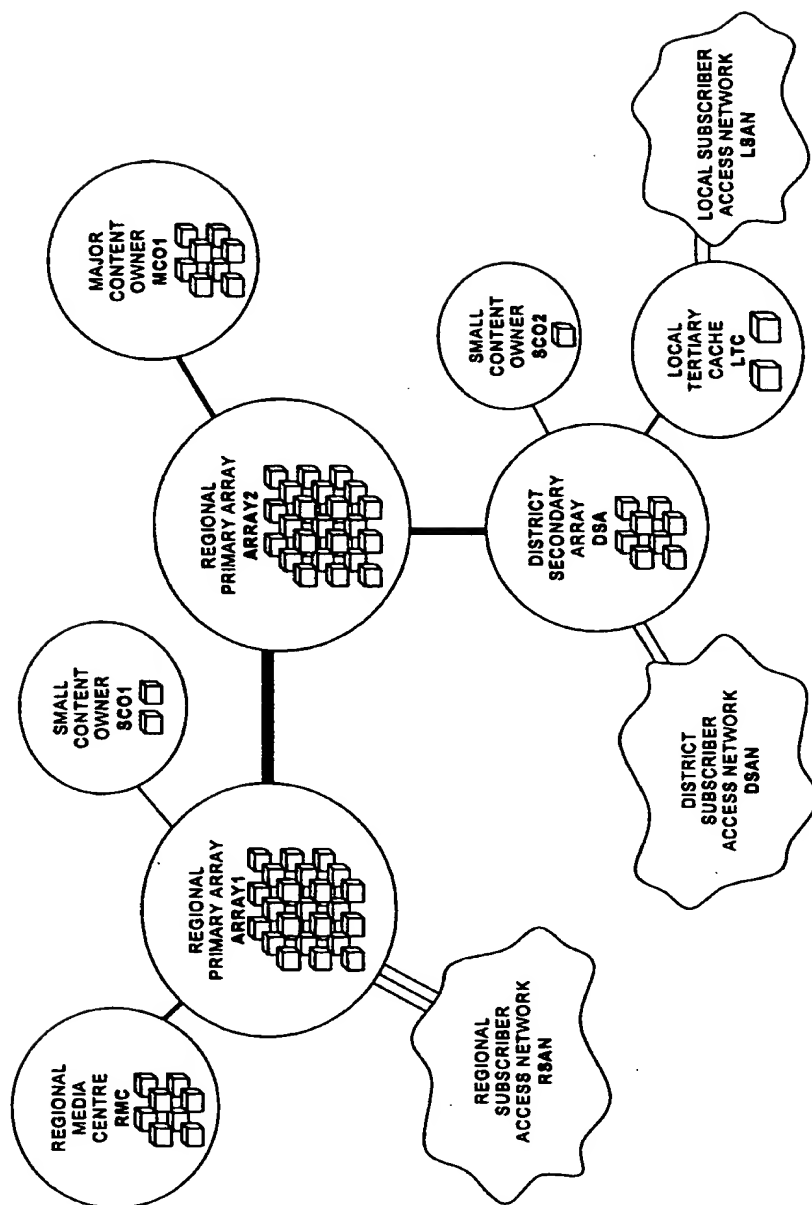 REGIONAL
MEDIA
CENTRE
RMC
SMALL
CONTENT
OWNER
SCO1
MAJOR
CONTENT
OWNER
MCO1
REGIONAL
PRIMARY ARRAY
ARRAY1
REGIONAL
PRIMARY ARRAY
ARRAY2
REGIONAL
SUBSCRIBER
ACCESS NETWORK
RSAN
SMALL
CONTENT
OWNER
SCO2
DISTRICT
SECONDARY
ARRAY
DSA
DISTRICT
SUBSCRIBER
ACCESS NETWORK
DSAN
LOCAL
TERTIARY
CACHE
LTC
LOCAL SUBSCRIBER
ACCESS NETWORK
LSAN